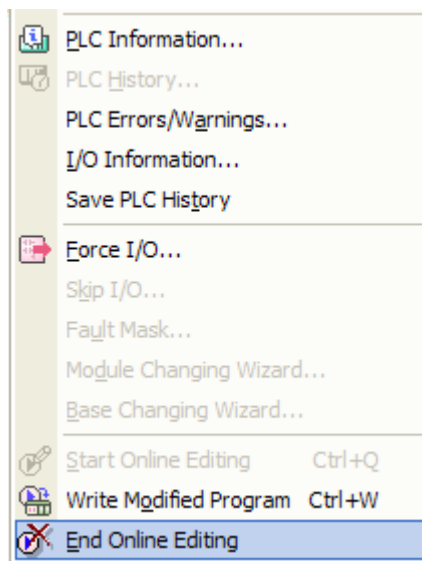 PLC Information...
PLC History...
PLC Errors/Warnings...
I/O Information...
Save PLC History
Force I/O...
Skip I/O...
Fault Mask...
Module Changing Wizard...
Base Changing Wizard...
Start Online Editing Ctrl+Q
Write Modified Program Ctrl+W
End Online Editing